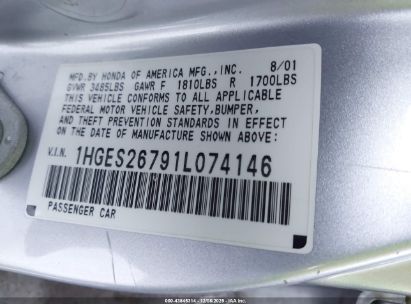 MFD.BY HONDA OF AMERICA MFG.,INC. 8/01
GVWR 3485LBS GAWR F 1810LBS R 1700LBS
THIS VEHICLE CONFORMS TO ALL APPLICABLE
FEDERAL MOTOR VEHICLE SAFETY,BUMPER,
AND THEFT PREVENTION STANDARDS IN EFFECT
ON THE DATE OF MANUFACTURE SHOWN ABOVE:
V.I.N. 1HGES26791L074146
PASSENGER CAR